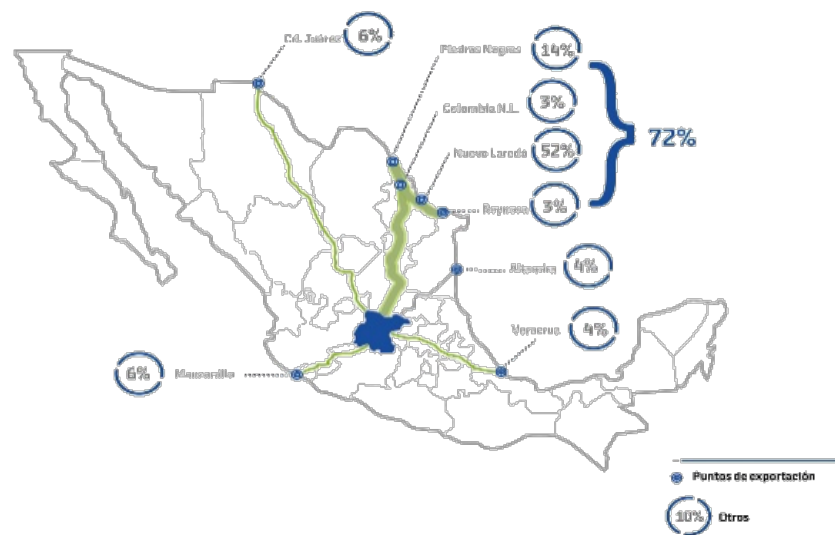 Cd. Juárez 6%
Piedras Negras 14%
Colombia N.L. 3%
72%
Nuevo Laredo 52%
Reynosa 3%
Altamira 4%
Veracruz 4%
6% Manzanillo
Puntos de exportación
10% Otros